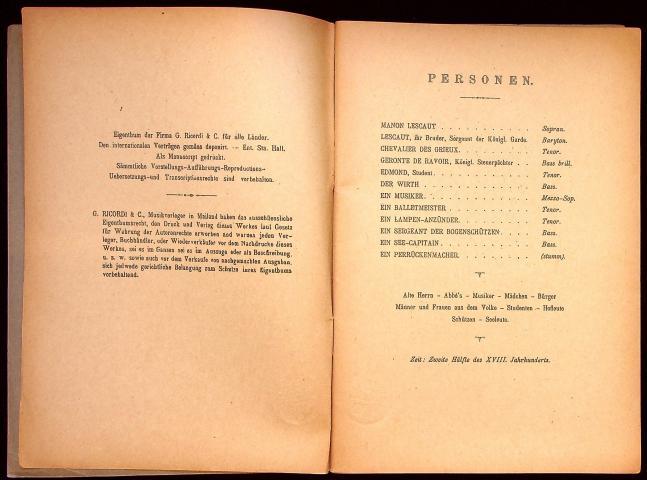 Eigenthum der Firma G. Ricordi & C. für alle Länder.
Den internationalen Verträgen gemäss deponirt. — Ent. Sta. Hall.
Als Manuscript gedruckt.
Sämmtliche Vorstellungs-Aufführungs-Reproductions-
Uebersetzungs-und Transcriptionsrechte sind vorbehalten.
G. RICORDI & C., Musikverleger in Mailand haben das ausschliessliche
Eigenthumsrecht, den Druck und Verlag dieses Werkes laut Gesetz
für Wahrung der Autorenrechte erworben und warnen jeden Ver-
leger, Buchhändler, oder Wiederverkäufer vor dem Nachdrucke dieses
Werkes, sei es im Ganzen sei es im Auszuge oder als Beschreibung,
u. s. w. sowie auch vor dem Verkaufe von nachgemachten Ausgaben,
sich jedwede gerichtliche Belangung zum Schutze ihres Eigenthums
vorbehaltend.
PERSONEN.
MANON LESCAUT . . . . . . . . . . Sopran.
LESCAUT, ihr Bruder, Sergeant der Königl. Garde. Baryton.
CHEVALIER DES GRIEUX. . . . . . . . . Tenor.
GERONTE DE RAVOIR, Königl. Steuerpächter . . Bass brill.
EDMOND, Student . . . . . . . . . . Tenor.
DER WIRTH . . . . . . . . . . . Bass.
EIN MUSIKER . . . . . . . . . . . Mezzo-Sop.
EIN BALLETMEISTER . . . . . . . . . Tenor.
EIN LAMPEN-ANZÜNDER. . . . . . . . Tenor.
EIN SERGEANT DER BOGENSCHÜTZEN . . . . Bass.
EIN SEE-CAPITAIN . . . . . . . . . . Bass.
EIN PERRÜCKENMACHER. . . . . . . . (stumm).
Alte Herrn – Abbé's – Musiker – Mädchen – Bürger
Männer und Frauen aus dem Volke – Studenten – Hofleute
Schützen – Seeleute.
Zeit: Zweite Hälfte des XVIII. Jahrhunderts.